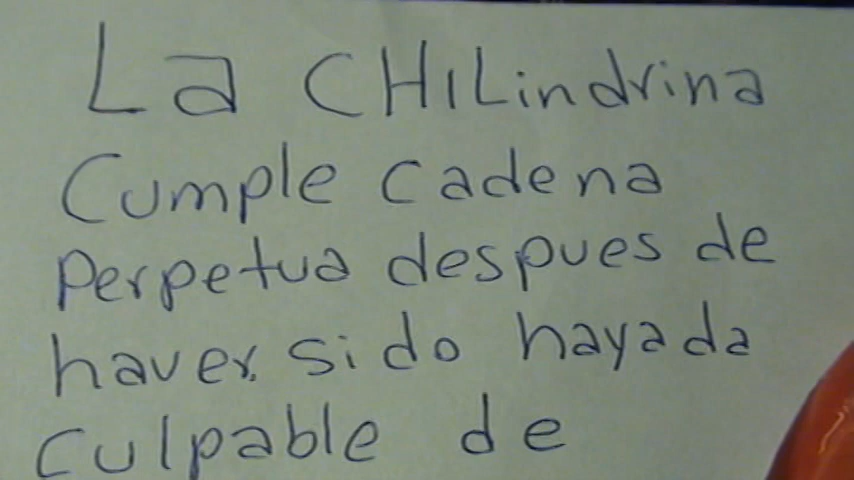 La CHILindrina
Cumple cadena
Perpetua despues de
haver. sido hayada
culpable de